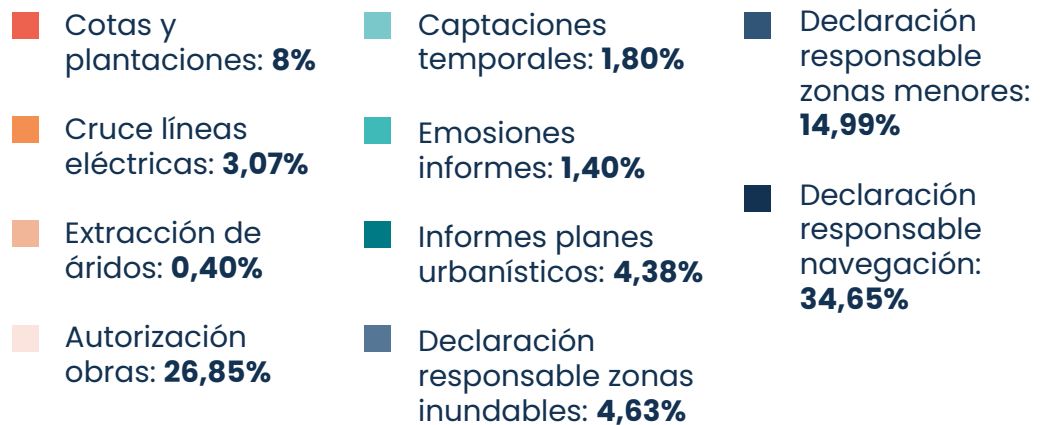 Cotas y
plantaciones: 8%
Cruce líneas
eléctricas: 3,07%
Extracción de
áridos: 0,40%
Autorización
obras: 26,85%
Captaciones
temporales: 1,80%
Emosiones
informes: 1,40%
Informes planes
urbanísticos: 4,38%
Declaración
responsable zonas
inundables: 4,63%
Declaración
responsable
zonas menores:
14,99%
Declaración
responsable
navegación:
34,65%